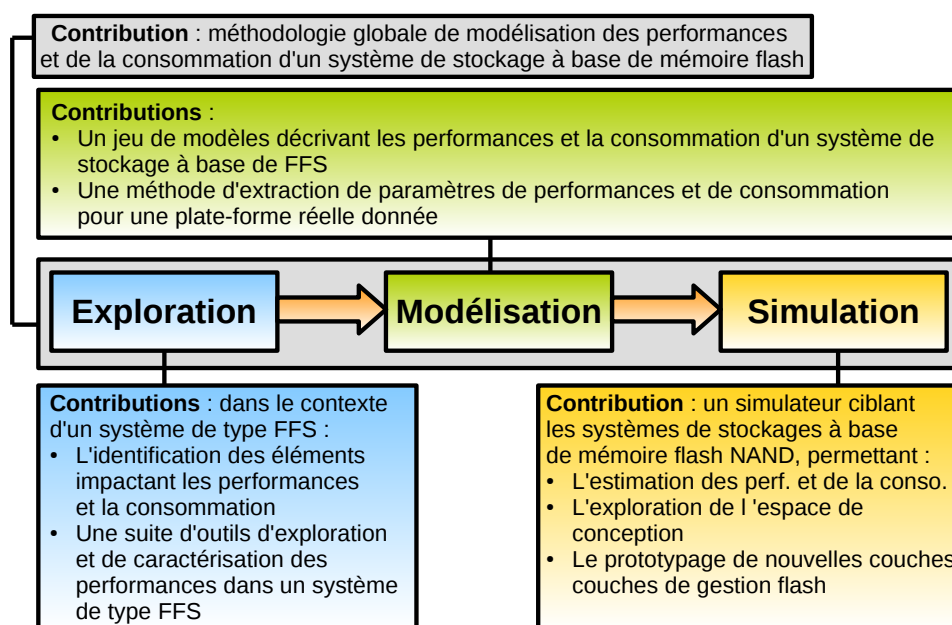 Contribution : méthodologie globale de modélisation des performances
et de la consommation d'un système de stockage à base de mémoire flash
Contributions :
• Un jeu de modèles décrivant les performances et la consommation d'un système de
stockage à base de FFS
• Une méthode d'extraction de paramètres de performances et de consommation
pour une plate-forme réelle donnée
Exploration
Modélisation
Simulation
Contributions : dans le contexte
d'un système de type FFS :
• L'identification des éléments
impactant les performances
et la consommation
• Une suite d'outils d'exploration
et de caractérisation des
performances dans un système
de type FFS
Contribution : un simulateur ciblant
les systèmes de stockages à base
de mémoire flash NAND, permettant :
• L'estimation des perf. et de la conso.
• L'exploration de l 'espace de
conception
• Le prototypage de nouvelles couches
couches de gestion flash